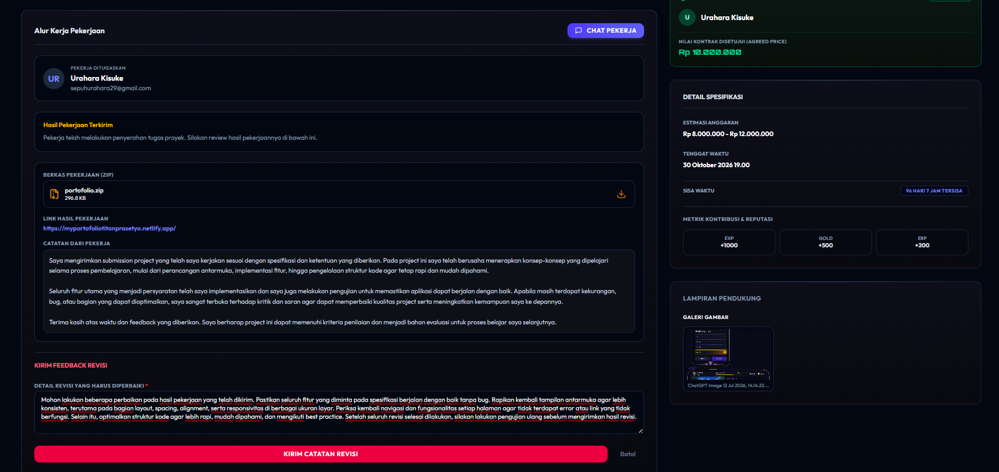 Alur Kerja Pekerjaan
CHAT PEKERJA
PEKERJA DITUGASKAN
UR
Urahara Kisuke
sepuhurahara29@gmail.com
Hasil Pekerjaan Terkirim
Pekerja telah melakukan penyerahan tugas proyek. Silakan review hasil pekerjaannya di bawah ini.
BERKAS PEKERJAAN (ZIP)
portofolio.zip
296.8 KB
LINK HASIL PEKERJAAN
https://myportofoliotitanprasetyo.netlify.app/
CATATAN DARI PEKERJA
Saya mengirimkan submission project yang telah saya kerjakan sesuai dengan spesifikasi dan ketentuan yang diberikan. Pada project ini saya telah berusaha menerapkan konsep-konsep yang dipelajari
selama proses pembelajaran, mulai dari perancangan antarmuka, implementasi fitur, hingga pengelolaan struktur kode agar tetap rapi dan mudah dipahami.
Seluruh fitur utama yang menjadi persyaratan telah saya implementasikan dan saya juga melakukan pengujian untuk memastikan aplikasi dapat berjalan dengan baik. Apabila masih terdapat kekurangan,
bug, atau bagian yang dapat dioptimalkan, saya sangat terbuka terhadap kritik dan saran agar dapat memperbaiki kualitas project serta meningkatkan kemampuan saya ke depannya.
Terima kasih atas waktu dan feedback yang diberikan. Saya berharap project ini dapat memenuhi kriteria penilaian dan menjadi bahan evaluasi untuk proses belajar saya selanjutnya.
KIRIM FEEDBACK REVISI
DETAIL REVISI YANG HARUS DIPERBAIKI *
Mohon lakukan beberapa perbaikan pada hasil pekerjaan yang telah dikirim. Pastikan seluruh fitur yang diminta pada spesifikasi berjalan dengan baik tanpa bug. Rapikan kembali tampilan antarmuka agar lebih
konsisten, terutama pada bagian layout, spacing, alignment, serta responsivitas di berbagai ukuran layar. Periksa kembali navigasi dan fungsionalitas setiap halaman agar tidak terdapat error atau link yang tidak
berfungsi. Selain itu, optimalkan struktur kode agar lebih rapi, mudah dipahami, dan mengikuti best practice. Setelah seluruh revisi selesai dilakukan, silakan lakukan pengujian ulang sebelum mengirimkan hasil revisi.
KIRIM CATATAN REVISI
Batal
U
Urahara Kisuke
NILAI KONTRAK DISETUJUI (AGREED PRICE)
Rp 10.000.000
DETAIL SPESIFIKASI
ESTIMASI ANGGARAN
Rp 8.000.000 - Rp 12.000.000
TENGGAT WAKTU
30 Oktober 2026 19.00
SISA WAKTU
96 HARI 7 JAM TERSISA
METRIK KONTRIBUSI & REPUTASI
EXP
+1000
GOLD
+500
ERP
+200
LAMPIRAN PENDUKUNG
GALERI GAMBAR
ChatGPT Image 12 Jul 2026, 14.14.22....